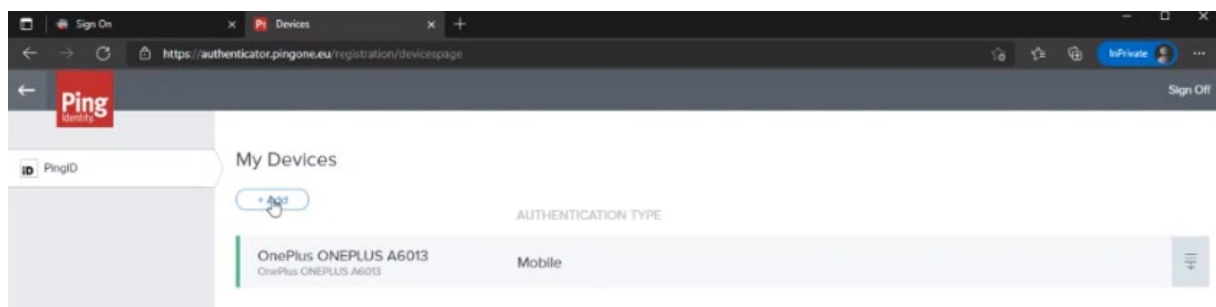 Sign On
Devices
https://authenticator.pingone.eu/registration/devicespage
InPrivate
Ping
Identity
Sign Off
iD PingID
My Devices
+ Add
AUTHENTICATION TYPE
OnePlus ONEPLUS A6013
Mobile
OnePlus ONEPLUS A6013